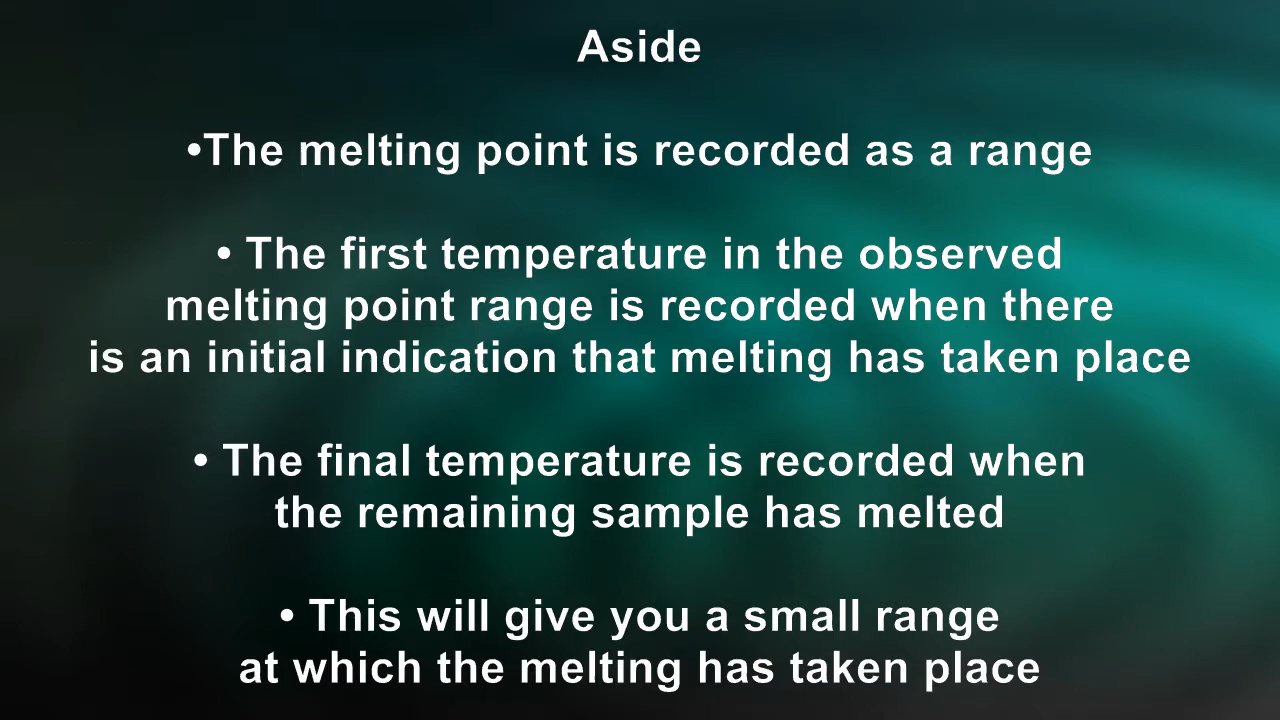 Aside
•The melting point is recorded as a range
• The first temperature in the observed
melting point range is recorded when there
is an initial indication that melting has taken place
• The final temperature is recorded when
the remaining sample has melted
• This will give you a small range
at which the melting has taken place